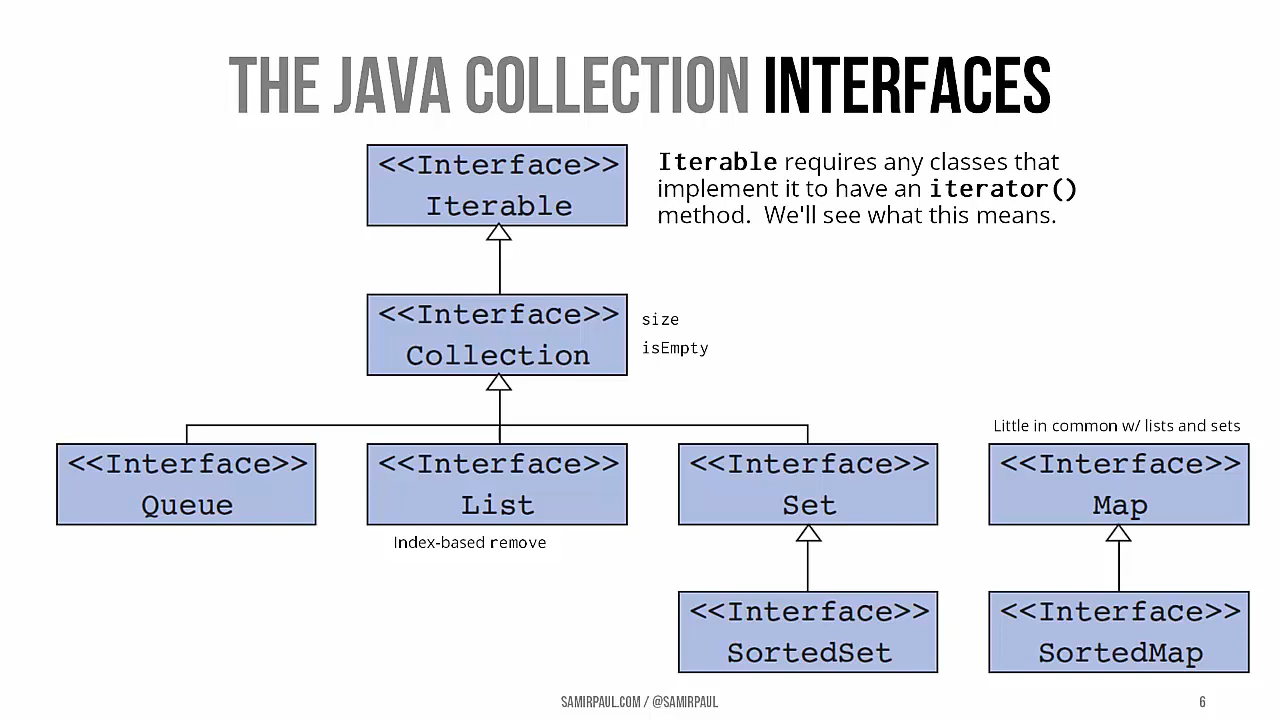 THE JAVA COLLECTION INTERFACES
<<Interface>>
Iterable
Iterable requires any classes that
implement it to have an iterator()
method. We'll see what this means.
<<Interface>>
Collection
size
isEmpty
Little in common w/ lists and sets
<<Interface>>
Queue
<<Interface>>
List
<<Interface>>
Set
<<Interface>>
Map
Index-based remove
<<Interface>>
SortedSet
<<Interface>>
SortedMap
SAMIRPAUL.COM / @SAMIRPAUL
6